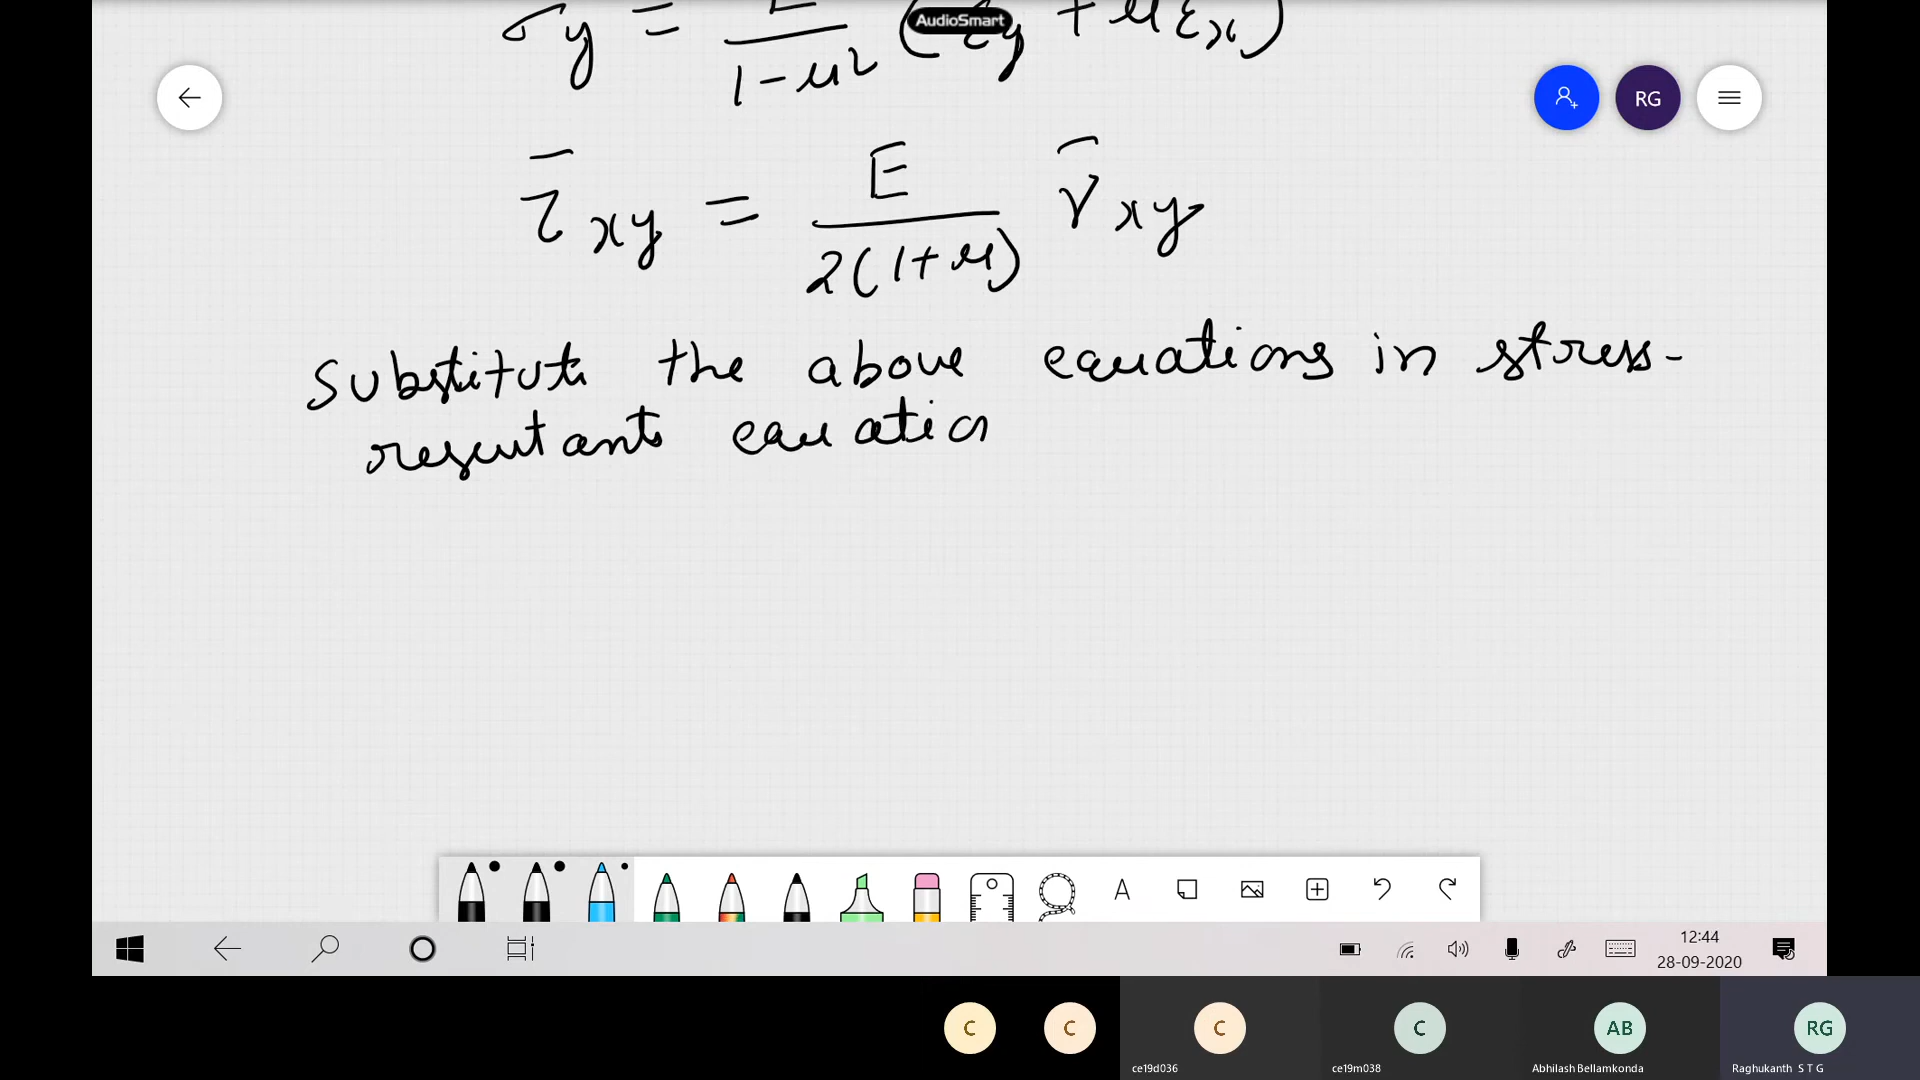 AudioSmart
σy = E/(1-μ²) (εy + μεx)
RG
τ̅xy = E/(2(1+μ)) γ̅xy
Substitute the above equations in stress-
resultants equation
A
12:44
28-09-2020
C C C C AB RG
ce19d036 ce19m038 Abhilash Bellamkonda Raghukanth S T G